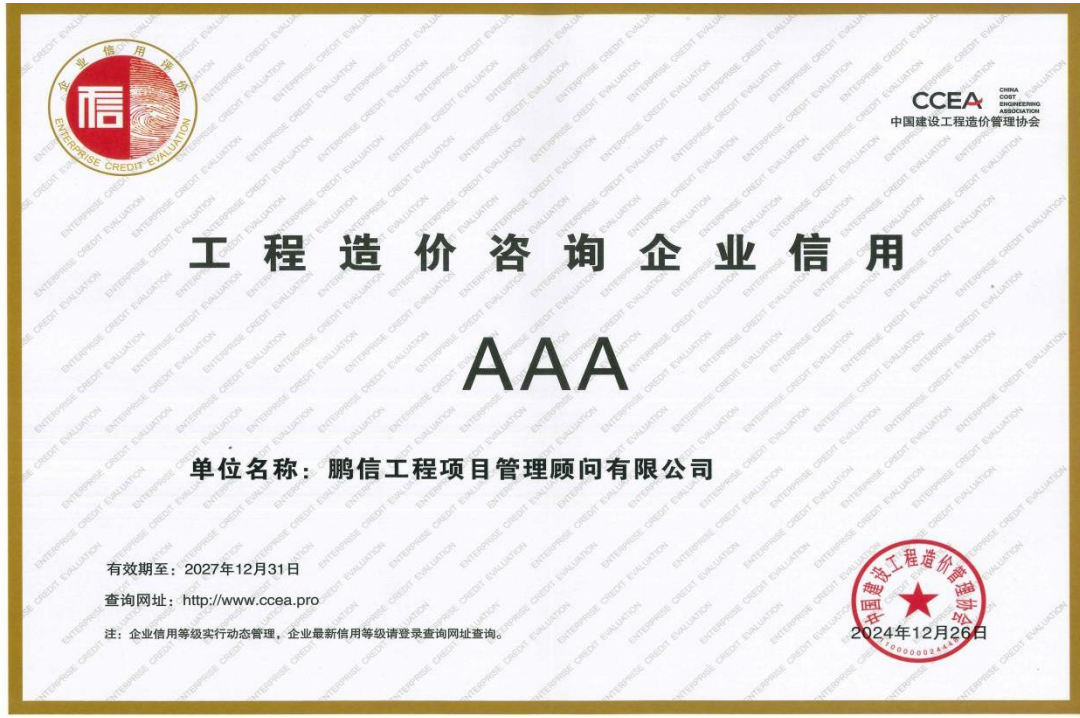 企业信用评价
信
ENTERPRISE CREDIT EVALUATION
CCEA
CHINA
COST
ENGINEERING
ASSOCIATION
中国建设工程造价管理协会
工程造价咨询企业信用
AAA
单位名称：鹏信工程项目管理顾问有限公司
有效期至：2027年12月31日
查询网址：http://www.ccea.pro
注：企业信用等级实行动态管理，企业最新信用等级请登录查询网址查询。
中国建设工程造价管理协会
2024年12月26日